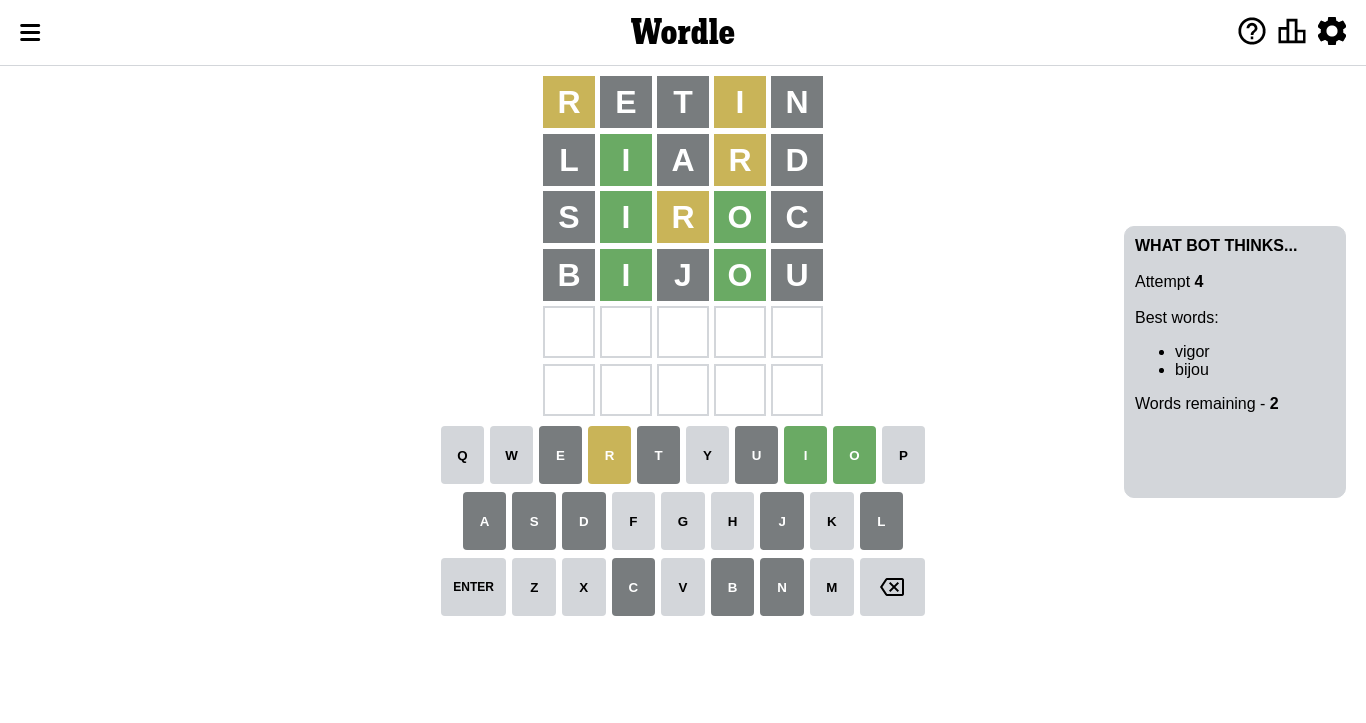 Wordle
R E T I N
L I A R D
S I R O C
B I J O U
WHAT BOT THINKS...
Attempt 4
Best words:
vigor
bijou
Words remaining - 2
Q W E R T Y U I O P
A S D F G H J K L
ENTER Z X C V B N M